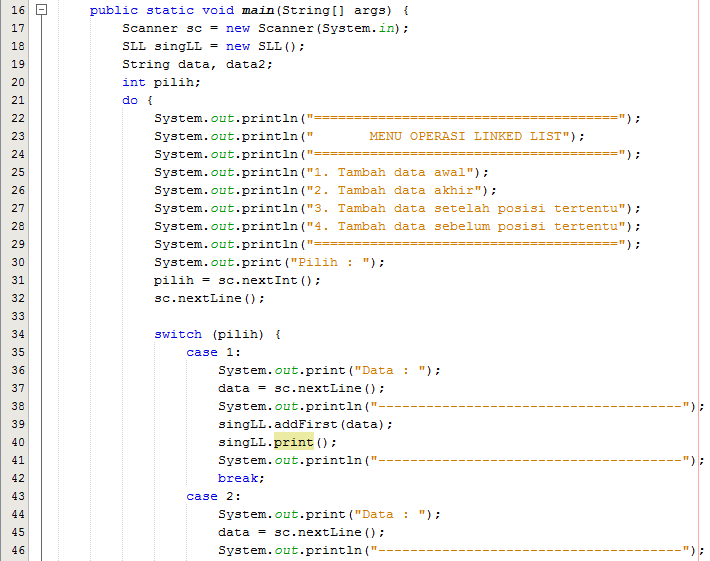 16 public static void main(String[] args) {
17 Scanner sc = new Scanner(System.in);
18 SLL singLL = new SLL();
19 String data, data2;
20 int pilih;
21 do {
22 System.out.println("======================================");
23 System.out.println("       MENU OPERASI LINKED LIST");
24 System.out.println("======================================");
25 System.out.println("1. Tambah data awal");
26 System.out.println("2. Tambah data akhir");
27 System.out.println("3. Tambah data setelah posisi tertentu");
28 System.out.println("4. Tambah data sebelum posisi tertentu");
29 System.out.println("======================================");
30 System.out.print("Pilih : ");
31 pilih = sc.nextInt();
32 sc.nextLine();
33
34 switch (pilih) {
35 case 1:
36 System.out.print("Data : ");
37 data = sc.nextLine();
38 System.out.println("--------------------------------------");
39 singLL.addFirst(data);
40 singLL.print();
41 System.out.println("--------------------------------------");
42 break;
43 case 2:
44 System.out.print("Data : ");
45 data = sc.nextLine();
46 System.out.println("--------------------------------------");